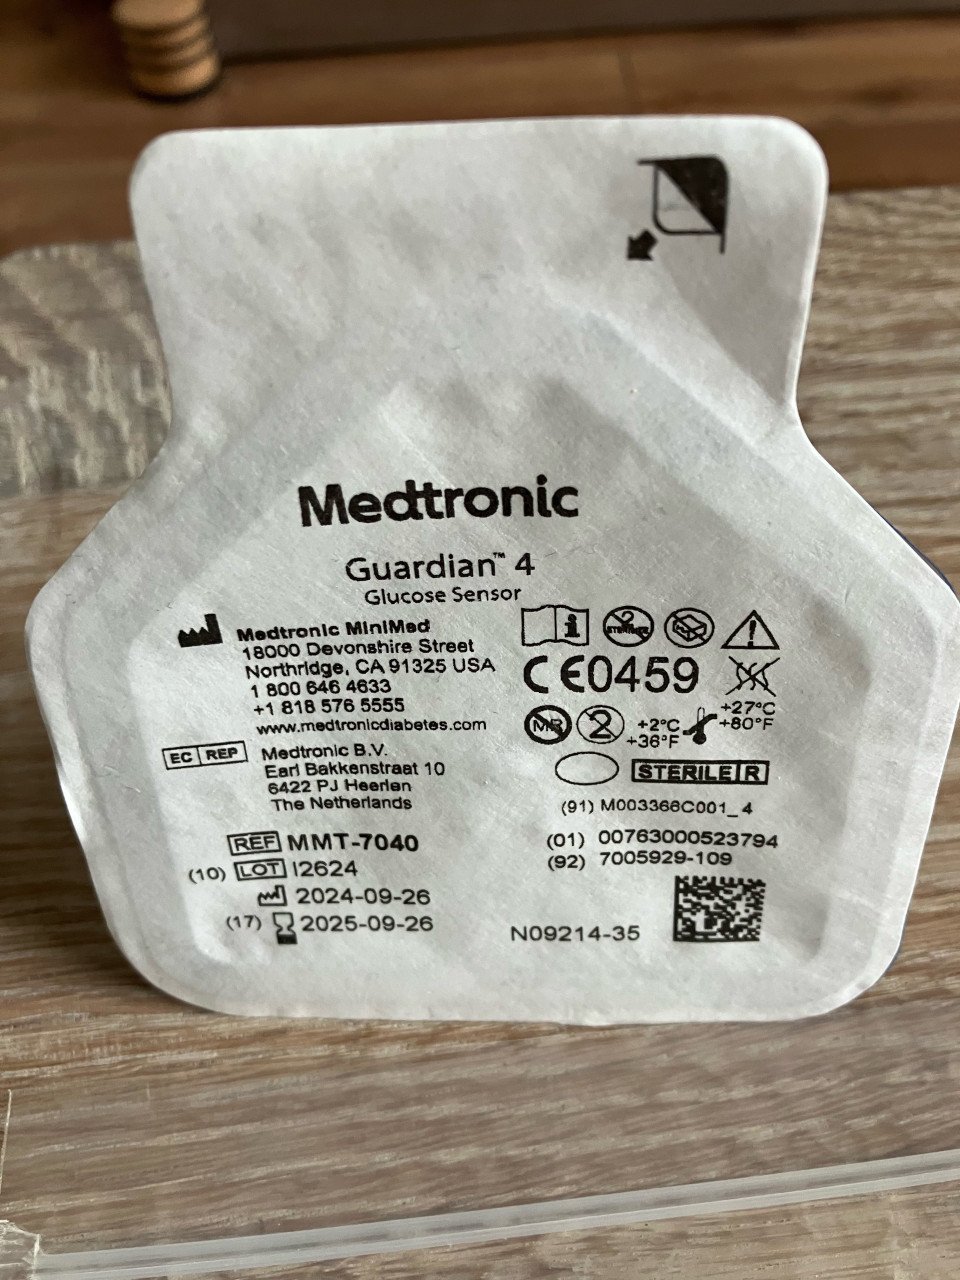 Medtronic
Guardian™ 4
Glucose Sensor
Medtronic MiniMed
18000 Devonshire Street
Northridge, CA 91325 USA
1 800 646 4633
+1 818 576 5555
www.medtronicdiabetes.com
EC REP Medtronic B.V.
Earl Bakkenstraat 10
6422 PJ Heerlen
The Netherlands
REF MMT-7040
(10) LOT I2624
2024-09-26
(17) 2025-09-26
i
STERILIZE
CE0459
MR 2 +2°C +27°C
+36°F +80°F
STERILE R
(91) M003366C001_4
(01) 00763000523794
(92) 7005929-109
N09214-35